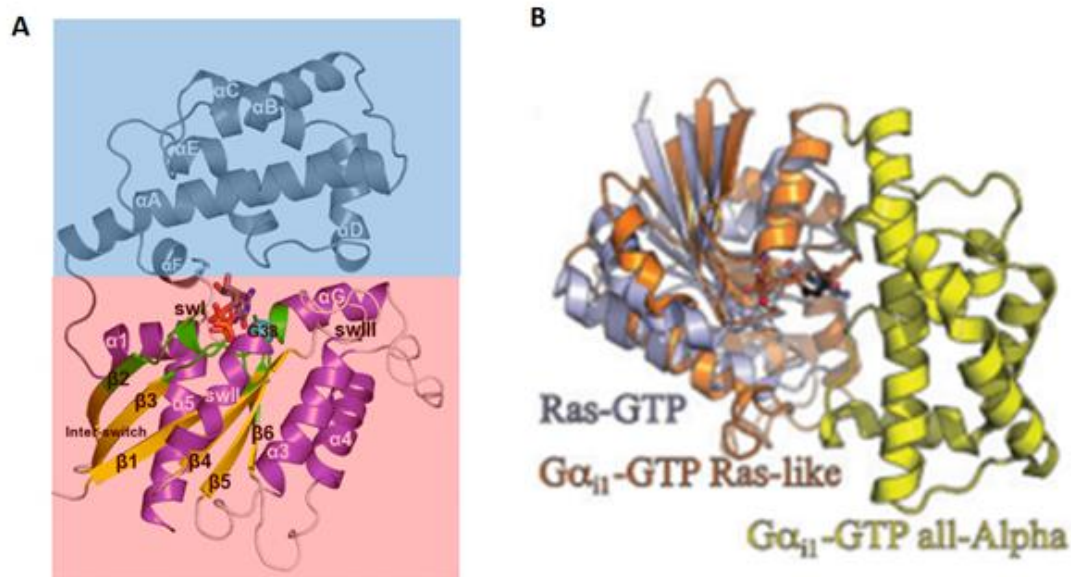 A
αC
αB
αE
αA
αD
αF
swI
αG
G3B
swIII
α1
β2
β3
α5
swII
Inter-switch
β6
β1
β4
α3
α4
β5
B
Ras-GTP
Gαi1-GTP Ras-like
Gαi1-GTP all-Alpha